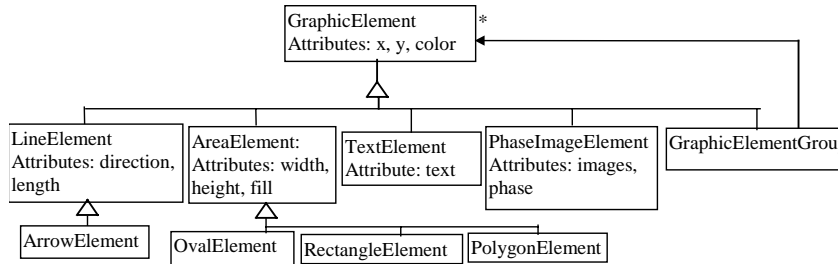 GraphicElement
Attributes: x, y, color
*
LineElement
Attributes: direction,
length
AreaElement:
Attributes: width,
height, fill
TextElement
Attribute: text
PhaseImageElement
Attributes: images,
phase
GraphicElementGrou
ArrowElement
OvalElement
RectangleElement
PolygonElement